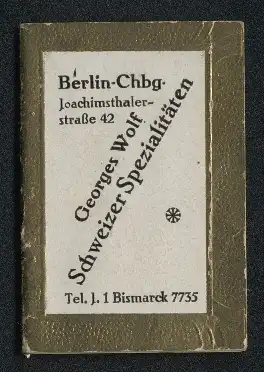 Berlin-Chbg.
Joachimsthaler-
straße 42
Georges Wolf
Schweizer Spezialitäten
Tel. J. 1 Bismarck 7735